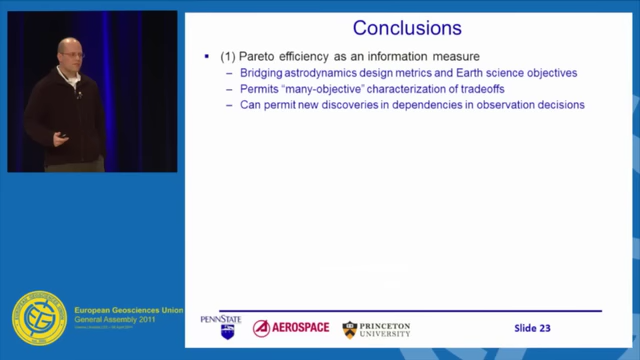 Conclusions
(1) Pareto efficiency as an information measure
– Bridging astrodynamics design metrics and Earth science objectives
– Permits "many-objective" characterization of tradeoffs
– Can permit new discoveries in dependencies in observation decisions
European Geosciences Union
General Assembly 2011
PENNSTATE
AEROSPACE
PRINCETON
UNIVERSITY
Slide 23